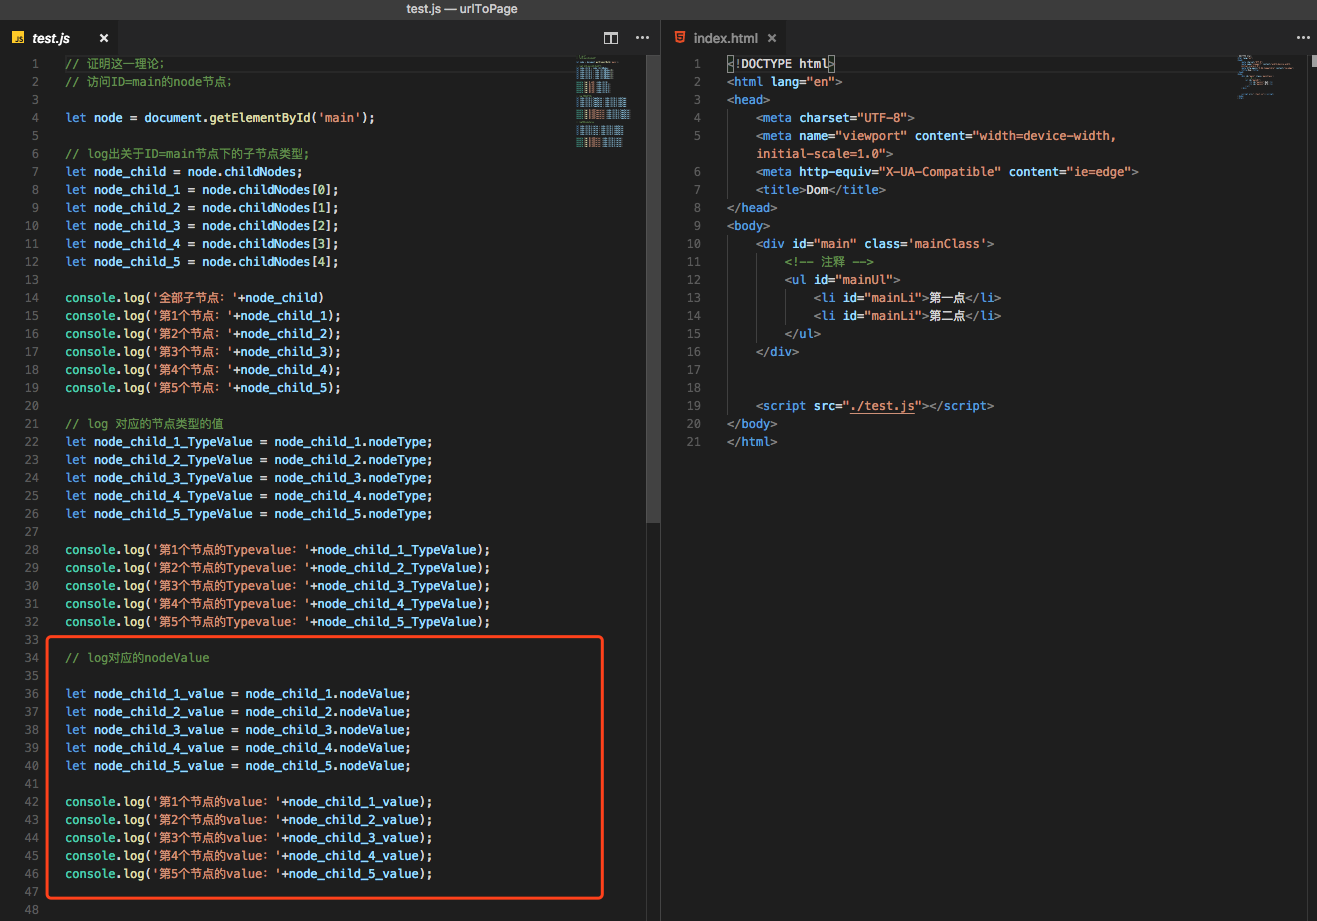 test.js — urlToPage
JS test.js ×
1 // 证明这一理论；
2 // 访问ID=main的node节点；
3
4 let node = document.getElementById('main');
5
6 // log出关于ID=main节点下的子节点类型；
7 let node_child = node.childNodes;
8 let node_child_1 = node.childNodes[0];
9 let node_child_2 = node.childNodes[1];
10 let node_child_3 = node.childNodes[2];
11 let node_child_4 = node.childNodes[3];
12 let node_child_5 = node.childNodes[4];
13
14 console.log('全部子节点：'+node_child)
15 console.log('第1个节点：'+node_child_1);
16 console.log('第2个节点：'+node_child_2);
17 console.log('第3个节点：'+node_child_3);
18 console.log('第4个节点：'+node_child_4);
19 console.log('第5个节点：'+node_child_5);
20
21 // log 对应的节点类型的值
22 let node_child_1_TypeValue = node_child_1.nodeType;
23 let node_child_2_TypeValue = node_child_2.nodeType;
24 let node_child_3_TypeValue = node_child_3.nodeType;
25 let node_child_4_TypeValue = node_child_4.nodeType;
26 let node_child_5_TypeValue = node_child_5.nodeType;
27
28 console.log('第1个节点的Typevalue：'+node_child_1_TypeValue);
29 console.log('第2个节点的Typevalue：'+node_child_2_TypeValue);
30 console.log('第3个节点的Typevalue：'+node_child_3_TypeValue);
31 console.log('第4个节点的Typevalue：'+node_child_4_TypeValue);
32 console.log('第5个节点的Typevalue：'+node_child_5_TypeValue);
33
34 // log对应的nodeValue
35
36 let node_child_1_value = node_child_1.nodeValue;
37 let node_child_2_value = node_child_2.nodeValue;
38 let node_child_3_value = node_child_3.nodeValue;
39 let node_child_4_value = node_child_4.nodeValue;
40 let node_child_5_value = node_child_5.nodeValue;
41
42 console.log('第1个节点的value：'+node_child_1_value);
43 console.log('第2个节点的value：'+node_child_2_value);
44 console.log('第3个节点的value：'+node_child_3_value);
45 console.log('第4个节点的value：'+node_child_4_value);
46 console.log('第5个节点的value：'+node_child_5_value);
47
48
index.html ×
1 <!DOCTYPE html>
2 <html lang="en">
3 <head>
4 <meta charset="UTF-8">
5 <meta name="viewport" content="width=device-width,
initial-scale=1.0">
6 <meta http-equiv="X-UA-Compatible" content="ie=edge">
7 <title>Dom</title>
8 </head>
9 <body>
10 <div id="main" class='mainClass'>
11 <!-- 注释 -->
12 <ul id="mainUl">
13 <li id="mainLi">第一点</li>
14 <li id="mainLi">第二点</li>
15 </ul>
16 </div>
17
18
19 <script src="./test.js"></script>
20 </body>
21 </html>